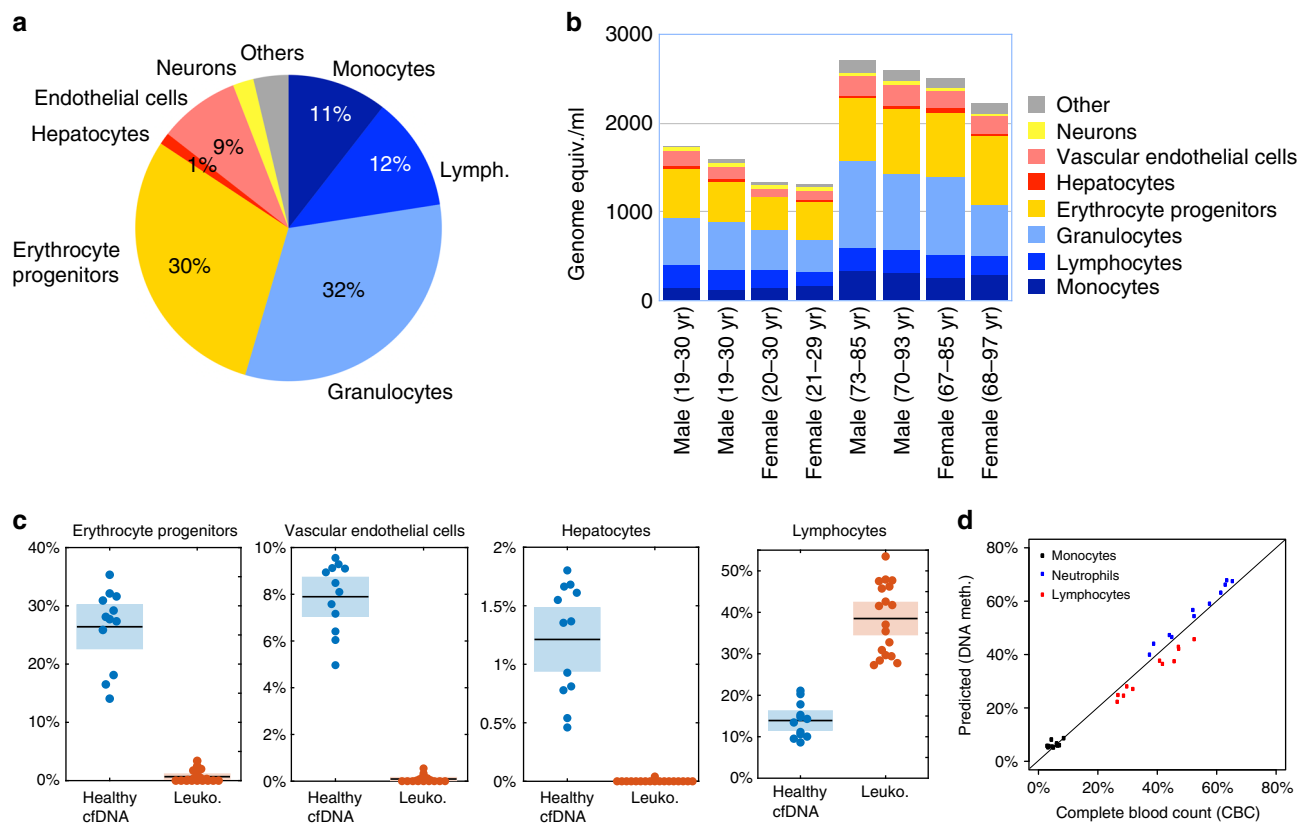 a
Others
Neurons
Monocytes
Endothelial cells
11%
Hepatocytes
9%
1%
12%
Lymph.
Erythrocyte
progenitors
30%
32%
Granulocytes
b
3000
2000
1000
0
Genome equiv./ml
Male (19–30 yr)
Male (19–30 yr)
Female (20–30 yr)
Female (21–29 yr)
Male (73–85 yr)
Male (70–93 yr)
Female (67–85 yr)
Female (68–97 yr)
Other
Neurons
Vascular endothelial cells
Hepatocytes
Erythrocyte progenitors
Granulocytes
Lymphocytes
Monocytes
c
Erythrocyte progenitors
40%
30%
20%
10%
0%
Healthy
cfDNA
Leuko.
Vascular endothelial cells
10%
8%
6%
4%
2%
0%
Healthy
cfDNA
Leuko.
Hepatocytes
2%
1.5%
1%
0.5%
0%
Healthy
cfDNA
Leuko.
Lymphocytes
50%
40%
30%
20%
10%
0%
Healthy
cfDNA
Leuko.
d
80%
60%
40%
20%
0%
Predicted (DNA meth.)
Monocytes
Neutrophils
Lymphocytes
0%
20%
40%
60%
80%
Complete blood count (CBC)